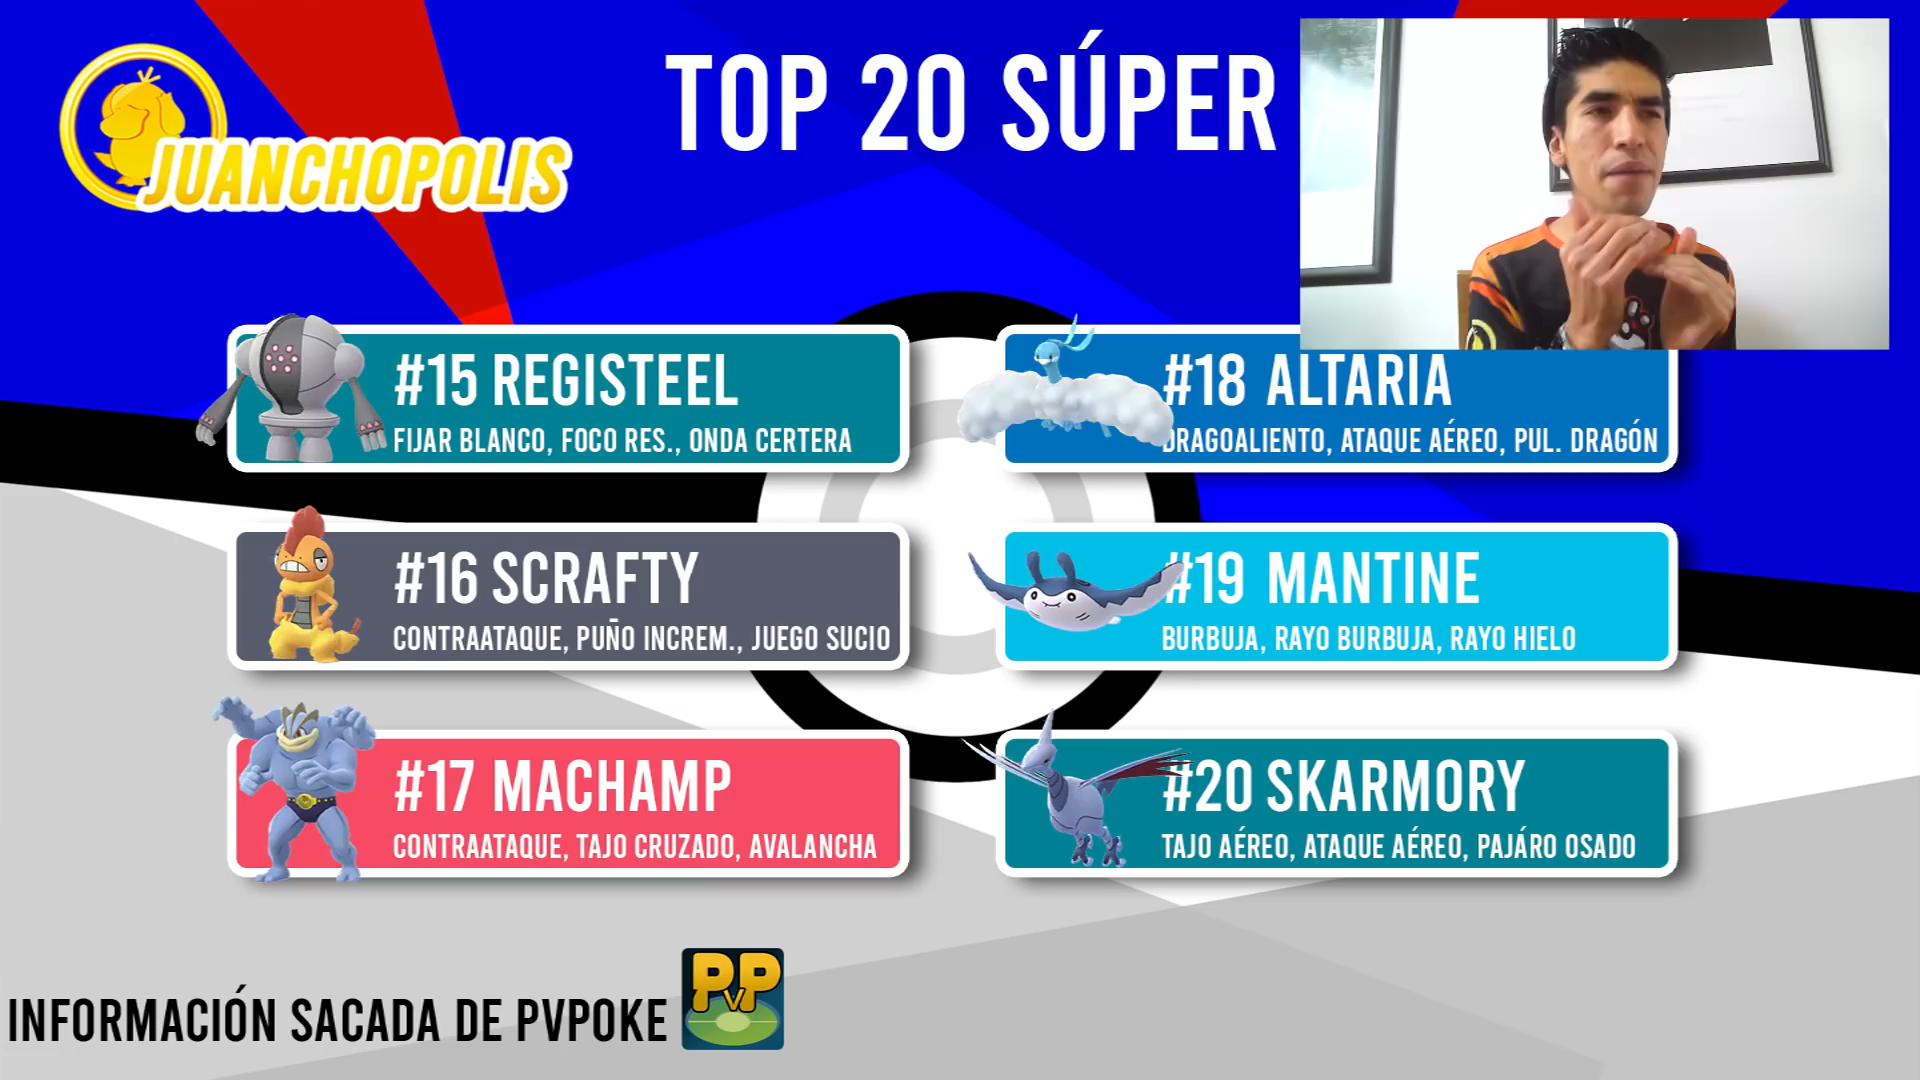 JUANCHOPOLIS
TOP 20 SÚPER
#15 REGISTEEL
FIJAR BLANCO, FOCO RES., ONDA CERTERA
#16 SCRAFTY
CONTRAATAQUE, PUÑO INCREM., JUEGO SUCIO
#17 MACHAMP
CONTRAATAQUE, TAJO CRUZADO, AVALANCHA
#18 ALTARIA
DRAGOALIENTO, ATAQUE AÉREO, PUL. DRAGÓN
#19 MANTINE
BURBUJA, RAYO BURBUJA, RAYO HIELO
#20 SKARMORY
TAJO AÉREO, ATAQUE AÉREO, PAJÁRO OSADO
INFORMACIÓN SACADA DE PVPOKE
PvP